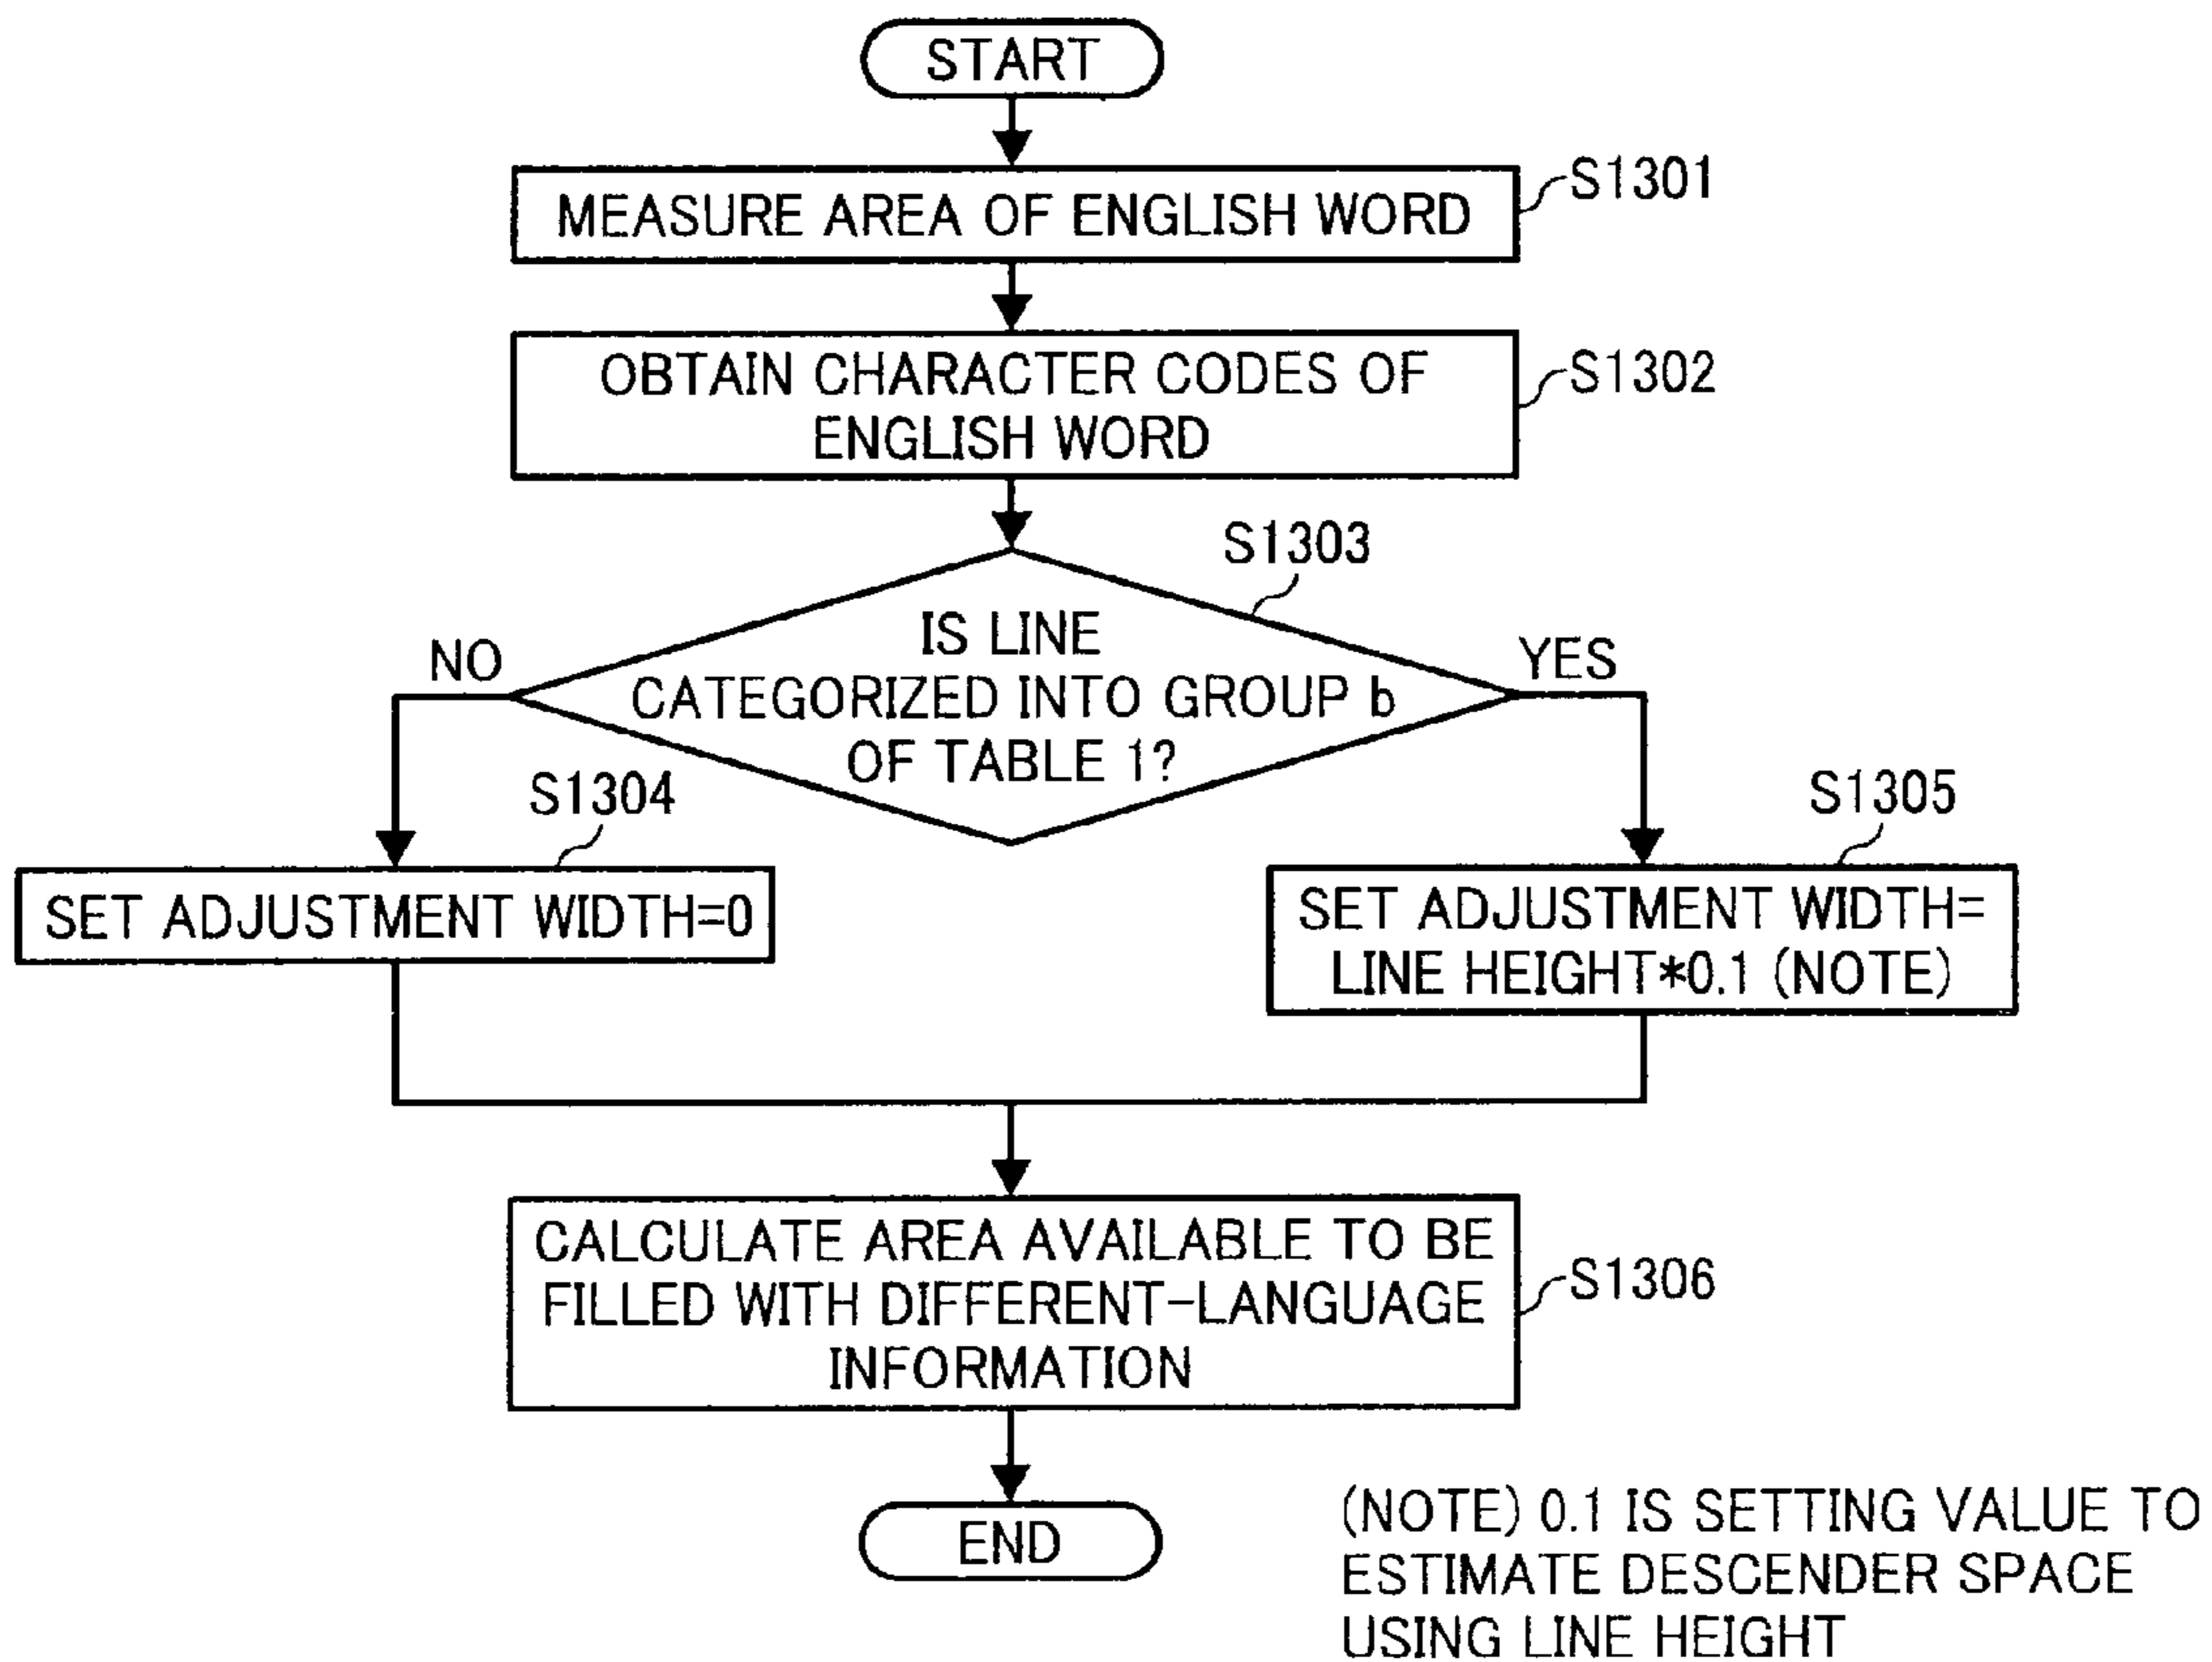 START
MEASURE AREA OF ENGLISH WORD
S1301
OBTAIN CHARACTER CODES OF
ENGLISH WORD
S1302
S1303
IS LINE
CATEGORIZED INTO GROUP b
OF TABLE 1?
NO
YES
S1304
SET ADJUSTMENT WIDTH=0
S1305
SET ADJUSTMENT WIDTH=
LINE HEIGHT*0.1 (NOTE)
CALCULATE AREA AVAILABLE TO BE
FILLED WITH DIFFERENT-LANGUAGE
INFORMATION
S1306
END
(NOTE) 0.1 IS SETTING VALUE TO
ESTIMATE DESCENDER SPACE
USING LINE HEIGHT